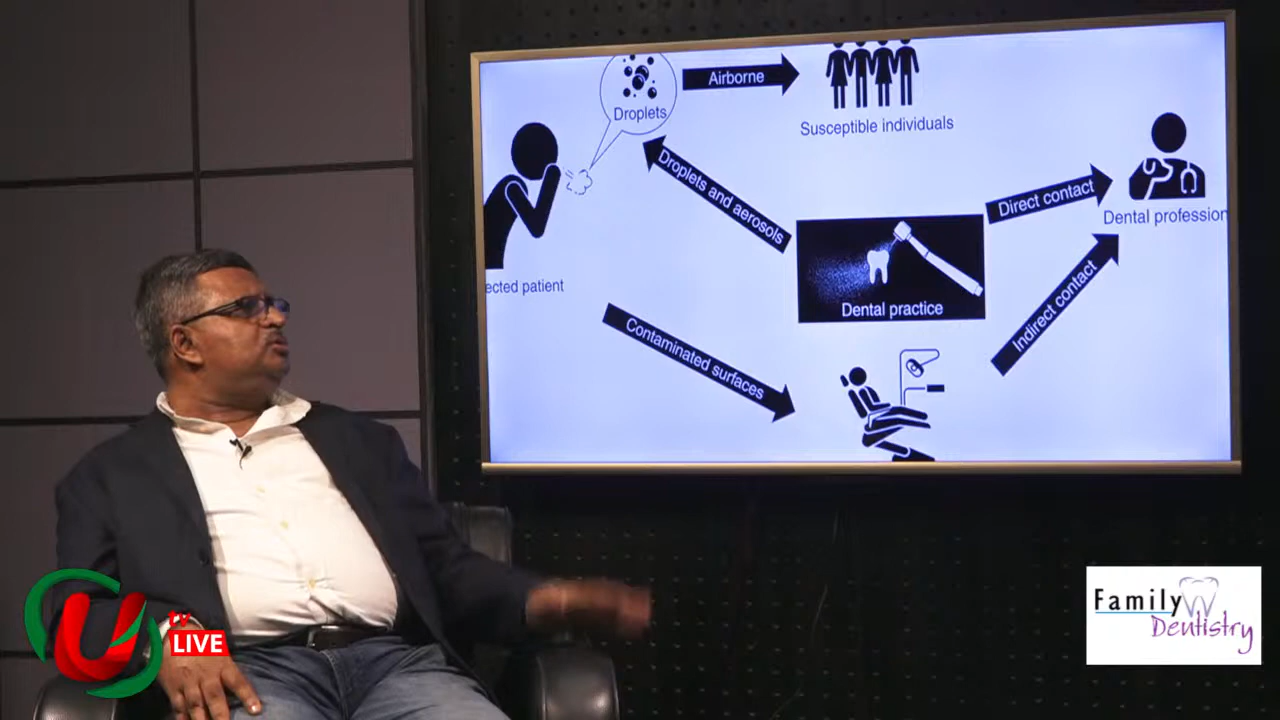 Airborne
Droplets
Susceptible individuals
Droplets and aerosols
Direct contact
Dental profession
ected patient
Dental practice
Indirect contact
Contaminated surfaces
U
tv
LIVE
Family
Dentistry